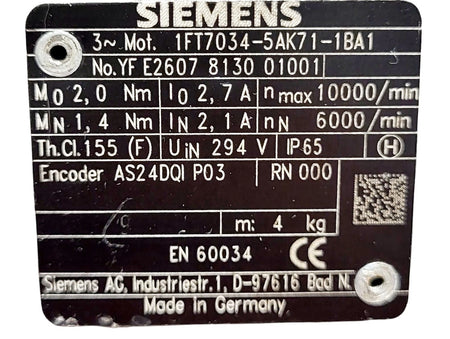 SIEMENS
3~ Mot. 1FT7034-5AK71-1BA1
No.YF E2607 8130 01001
M0 2,0 Nm I0 2,7 A nmax 10000/min
MN 1,4 Nm IN 2,1 A nN 6000/min
Th.Cl.155 (F) UiN 294 V IP65 H
Encoder AS24DQI P03 RN 000
m: 4 kg
EN 60034 CE
Siemens AG, Industriestr.1, D-97616 Bad N.
Made in Germany